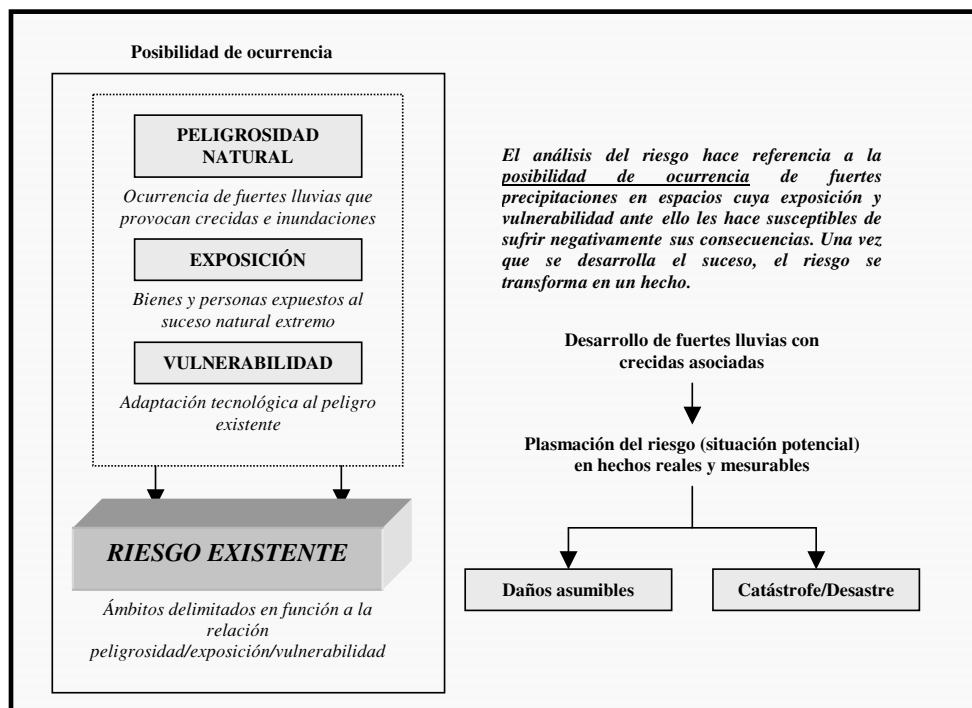 Posibilidad de ocurrencia
PELIGROSIDAD
NATURAL
Ocurrencia de fuertes lluvias que
provocan crecidas e inundaciones
EXPOSICIÓN
Bienes y personas expuestos al
suceso natural extremo
VULNERABILIDAD
Adaptación tecnológica al peligro
existente
RIESGO EXISTENTE
Ámbitos delimitados en función a la
relación
peligrosidad/exposición/vulnerabilidad
El análisis del riesgo hace referencia a la
posibilidad de ocurrencia de fuertes
precipitaciones en espacios cuya exposición y
vulnerabilidad ante ello les hace susceptibles de
sufrir negativamente sus consecuencias. Una vez
que se desarrolla el suceso, el riesgo se
transforma en un hecho.
Desarrollo de fuertes lluvias con
crecidas asociadas
Plasmación del riesgo (situación potencial)
en hechos reales y mesurables
Daños asumibles
Catástrofe/Desastre